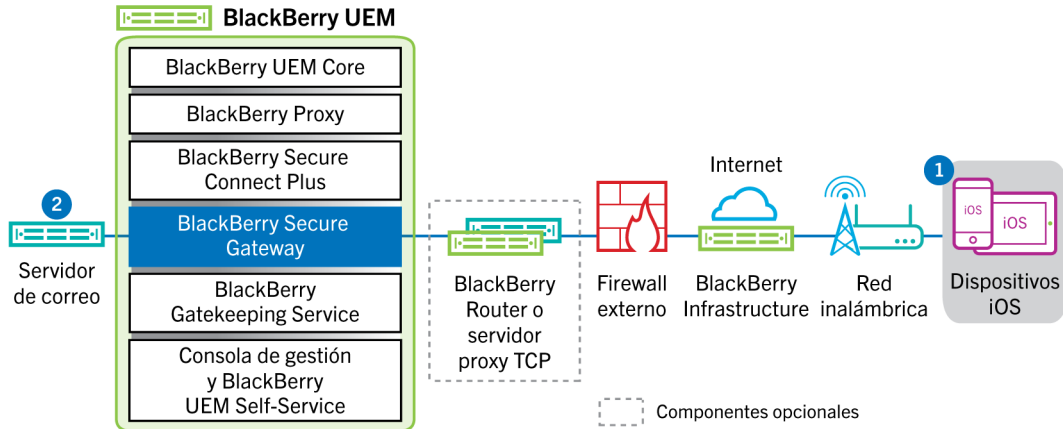 BlackBerry UEM
BlackBerry UEM Core
BlackBerry Proxy
BlackBerry Secure
Connect Plus
BlackBerry Secure
Gateway
BlackBerry
Gatekeeping Service
Consola de gestión
y BlackBerry
UEM Self-Service
2
Servidor
de correo
BlackBerry
Router o
servidor
proxy TCP
Firewall
externo
Internet
BlackBerry
Infrastructure
Red
inalámbrica
1
iOS
iOS
Dispositivos
iOS
Componentes opcionales